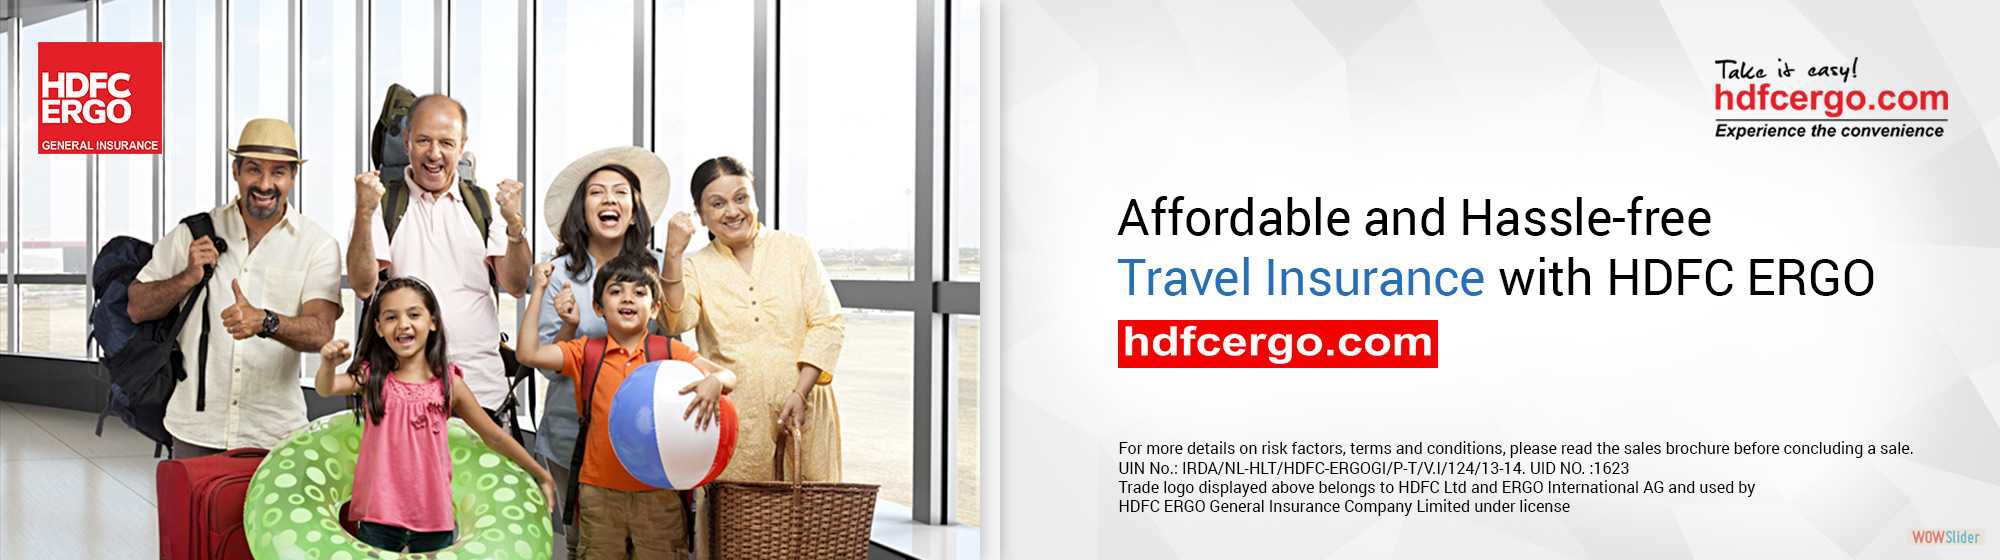 HDFC
ERGO
GENERAL INSURANCE
Take it easy!
hdfcergo.com
Experience the convenience
Affordable and Hassle-free
Travel Insurance with HDFC ERGO
hdfcergo.com
For more details on risk factors, terms and conditions, please read the sales brochure before concluding a sale.
UIN No.: IRDA/NL-HLT/HDFC-ERGOGI/P-T/V.I/124/13-14. UID NO. :1623
Trade logo displayed above belongs to HDFC Ltd and ERGO International AG and used by
HDFC ERGO General Insurance Company Limited under license
WOWSlider